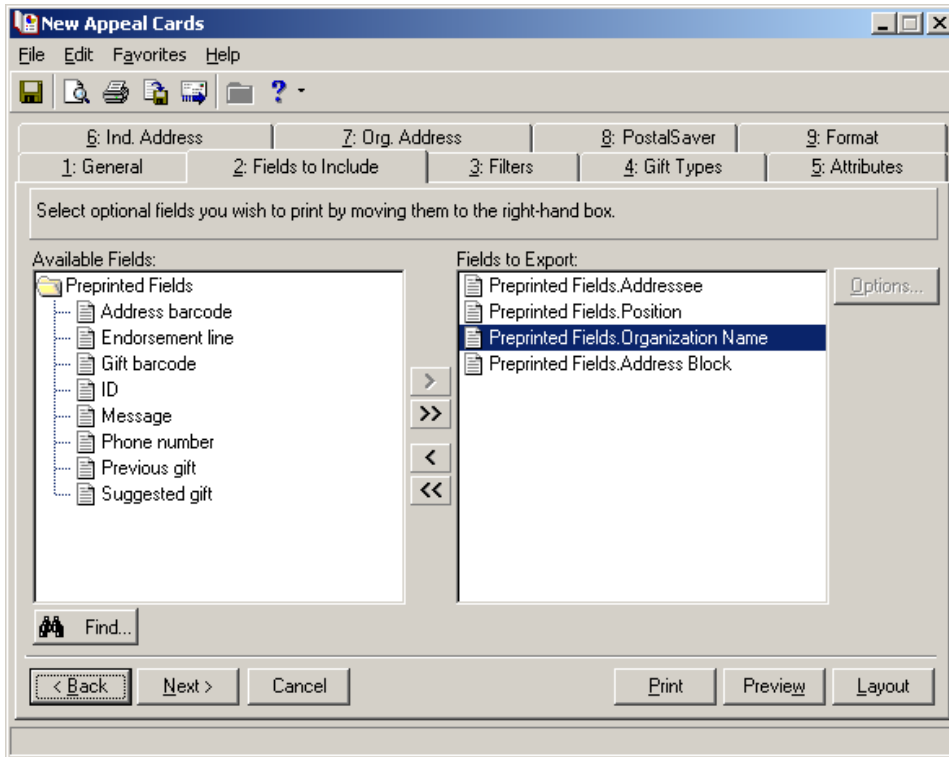 New Appeal Cards
File Edit Favorites Help
6: Ind. Address 7: Org. Address 8: PostalSaver 9: Format
1: General 2: Fields to Include 3: Filters 4: Gift Types 5: Attributes
Select optional fields you wish to print by moving them to the right-hand box.
Available Fields:
Preprinted Fields
Address barcode
Endorsement line
Gift barcode
ID
Message
Phone number
Previous gift
Suggested gift
>
>>
<
<<
Fields to Export:
Preprinted Fields.Addressee
Preprinted Fields.Position
Preprinted Fields.Organization Name
Preprinted Fields.Address Block
Options...
Find...
< Back Next > Cancel Print Preview Layout